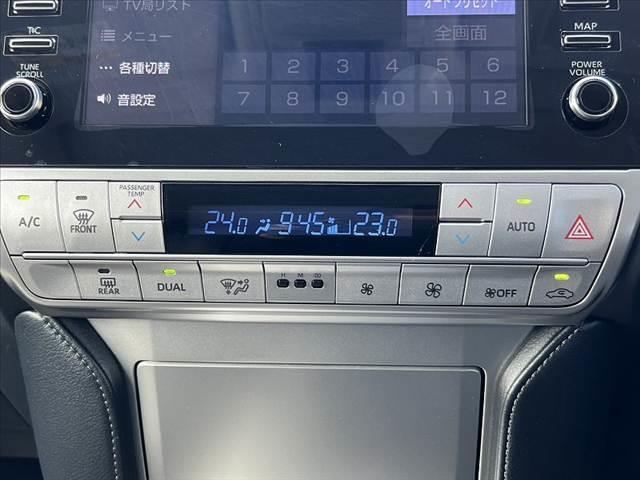 TV局リスト
オートプリセット
メニュー
全画面
各種切替
1 2 3 4 5 6
音設定
7 8 9 10 11 12
TRC
MAP
TUNE
SCROLL
POWER
VOLUME
A/C
FRONT
PASSENGER
TEMP
24.0 9:45 23.0
AUTO
REAR
DUAL
H M
OFF